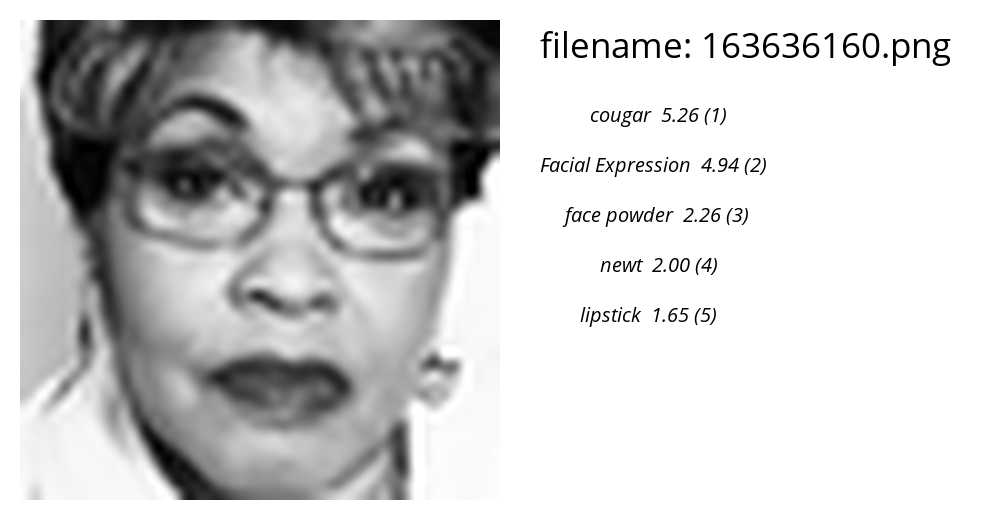 filename: 163636160.png
cougar 5.26 (1)
Facial Expression 4.94 (2)
face powder 2.26 (3)
newt 2.00 (4)
lipstick 1.65 (5)